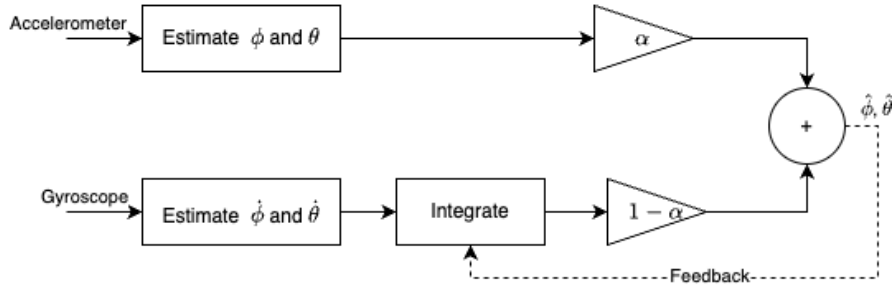 Accelerometer
Estimate ϕ and θ
α
ϕ̂, θ̂
+
Gyroscope
Estimate ϕ̇ and θ̇
Integrate
1 − α
Feedback